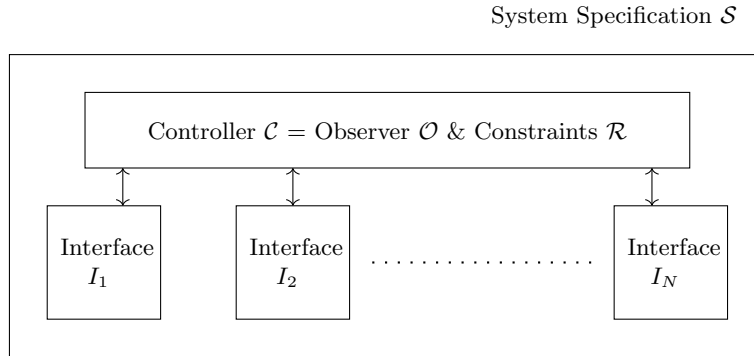 System Specification 𝒮
Controller 𝒞 = Observer 𝒪 & Constraints ℛ
Interface
I₁
Interface
I₂
. . . . . . . . . . . . . . . . . . .
Interface
I_N